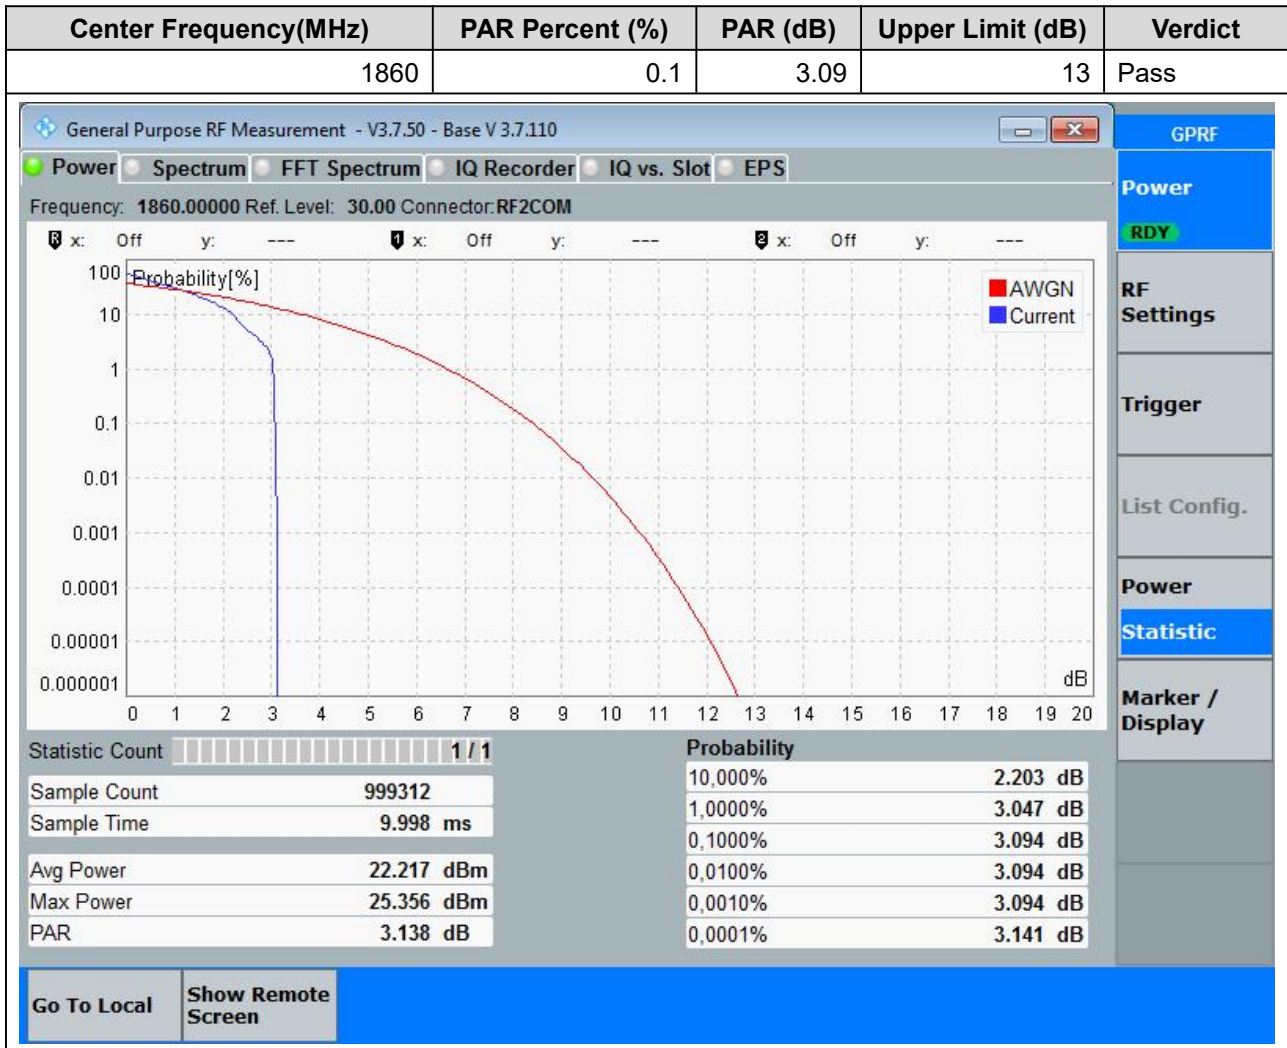 Center Frequency(MHz) PAR Percent (%) PAR (dB) Upper Limit (dB) Verdict
1860 0.1 3.09 13 Pass
General Purpose RF Measurement - V3.7.50 - Base V 3.7.110
GPRF
Power Spectrum FFT Spectrum IQ Recorder IQ vs. Slot EPS
Frequency: 1860.00000 Ref. Level: 30.00 Connector:RF2COM
R x: Off y: --- 1 x: Off y: --- 2 x: Off y: ---
Probability[%]
AWGN
Current
100
10
1
0.1
0.01
0.001
0.0001
0.00001
0.000001
dB
0 1 2 3 4 5 6 7 8 9 10 11 12 13 14 15 16 17 18 19 20
Statistic Count 1 / 1
Sample Count 999312
Sample Time 9.998 ms
Avg Power 22.217 dBm
Max Power 25.356 dBm
PAR 3.138 dB
Probability
10,000% 2.203 dB
1,0000% 3.047 dB
0,1000% 3.094 dB
0,0100% 3.094 dB
0,0010% 3.094 dB
0,0001% 3.141 dB
Power
RDY
RF
Settings
Trigger
List Config.
Power
Statistic
Marker /
Display
Go To Local
Show Remote
Screen